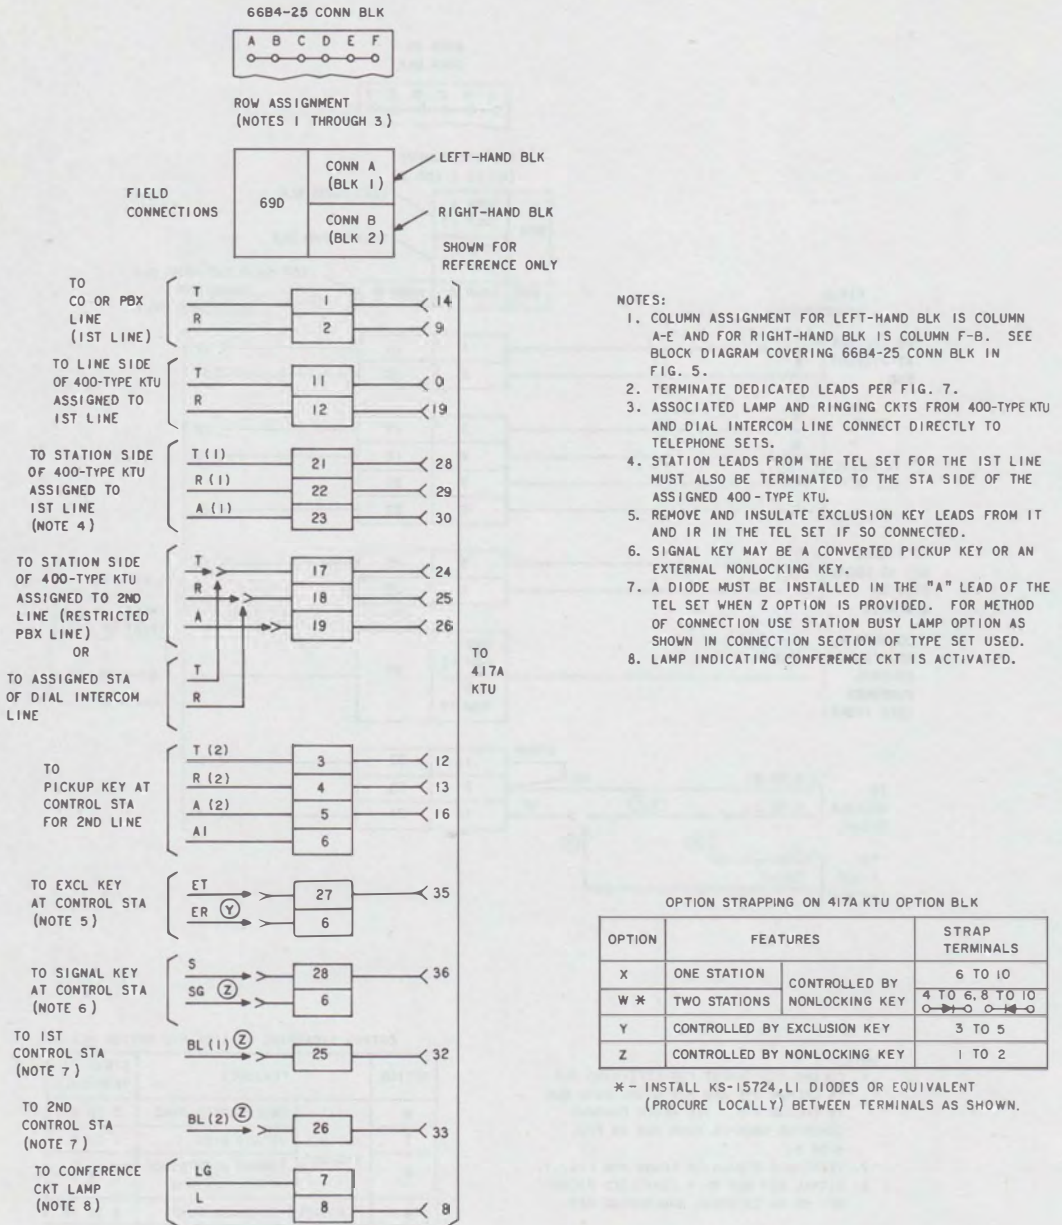 66B4-25 CONN BLK
A B C D E F
ROW ASSIGNMENT
(NOTES 1 THROUGH 3)
FIELD
CONNECTIONS
69D
CONN A
(BLK 1)
CONN B
(BLK 2)
LEFT-HAND BLK
RIGHT-HAND BLK
SHOWN FOR
REFERENCE ONLY
TO
CO OR PBX
LINE
(1ST LINE)
T 1 14
R 2 9
TO LINE SIDE
OF 400-TYPE KTU
ASSIGNED TO
1ST LINE
T 11 0
R 12 19
TO STATION SIDE
OF 400-TYPE KTU
ASSIGNED TO
1ST LINE
(NOTE 4)
T (1) 21 28
R (1) 22 29
A (1) 23 30
TO STATION SIDE
OF 400-TYPE KTU
ASSIGNED TO 2ND
LINE (RESTRICTED
PBX LINE)
OR
T 17 24
R 18 25
A 19 26
TO ASSIGNED STA
OF DIAL INTERCOM
LINE
T
R
TO
417A
KTU
TO
PICKUP KEY AT
CONTROL STA
FOR 2ND LINE
T (2) 3 12
R (2) 4 13
A (2) 5 16
A1 6
TO EXCL KEY
AT CONTROL STA
(NOTE 5)
ET 27 35
ER Y 6
TO SIGNAL KEY
AT CONTROL STA
(NOTE 6)
S 28 36
SG Z 6
TO 1ST
CONTROL STA
(NOTE 7)
BL (1) Z 25 32
TO 2ND
CONTROL STA
(NOTE 7)
BL (2) Z 26 33
TO CONFERENCE
CKT LAMP
(NOTE 8)
LG 7
L 8 8
NOTES:
1. COLUMN ASSIGNMENT FOR LEFT-HAND BLK IS COLUMN
A-E AND FOR RIGHT-HAND BLK IS COLUMN F-B. SEE
BLOCK DIAGRAM COVERING 66B4-25 CONN BLK IN
FIG. 5.
2. TERMINATE DEDICATED LEADS PER FIG. 7.
3. ASSOCIATED LAMP AND RINGING CKTS FROM 400-TYPE KTU
AND DIAL INTERCOM LINE CONNECT DIRECTLY TO
TELEPHONE SETS.
4. STATION LEADS FROM THE TEL SET FOR THE 1ST LINE
MUST ALSO BE TERMINATED TO THE STA SIDE OF THE
ASSIGNED 400-TYPE KTU.
5. REMOVE AND INSULATE EXCLUSION KEY LEADS FROM 1T
AND 1R IN THE TEL SET IF SO CONNECTED.
6. SIGNAL KEY MAY BE A CONVERTED PICKUP KEY OR AN
EXTERNAL NONLOCKING KEY.
7. A DIODE MUST BE INSTALLED IN THE "A" LEAD OF THE
TEL SET WHEN Z OPTION IS PROVIDED. FOR METHOD
OF CONNECTION USE STATION BUSY LAMP OPTION AS
SHOWN IN CONNECTION SECTION OF TYPE SET USED.
8. LAMP INDICATING CONFERENCE CKT IS ACTIVATED.
OPTION STRAPPING ON 417A KTU OPTION BLK
OPTION FEATURES STRAP
TERMINALS
X ONE STATION CONTROLLED BY 6 TO 10
W * TWO STATIONS NONLOCKING KEY 4 TO 6, 8 TO 10
Y CONTROLLED BY EXCLUSION KEY 3 TO 5
Z CONTROLLED BY NONLOCKING KEY 1 TO 2
* - INSTALL KS-15724,L1 DIODES OR EQUIVALENT
(PROCURE LOCALLY) BETWEEN TERMINALS AS SHOWN.